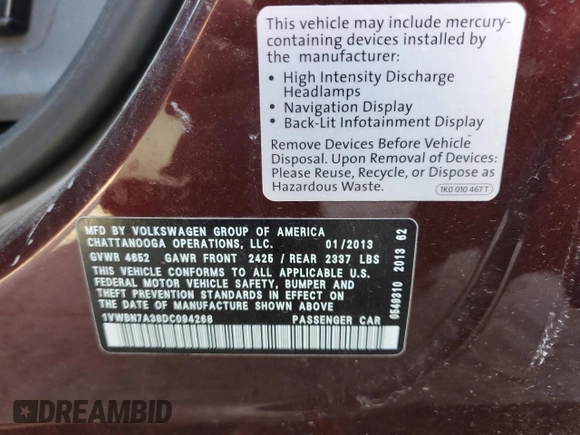 This vehicle may include mercury-
containing devices installed by
the manufacturer:
• High Intensity Discharge
Headlamps
• Navigation Display
• Back-Lit Infotainment Display
Remove Devices Before Vehicle
Disposal. Upon Removal of Devices:
Please Reuse, Recycle, or Dispose as
Hazardous Waste.
1K0 010 467 T
MFD BY VOLKSWAGEN GROUP OF AMERICA
CHATTANOOGA OPERATIONS, LLC. 01/2013
GVWR 4652 GAWR FRONT 2425 / REAR 2337 LBS
THIS VEHICLE CONFORMS TO ALL APPLICABLE U.S.
FEDERAL MOTOR VEHICLE SAFETY, BUMPER AND
THEFT PREVENTION STANDARDS IN EFFECT ON
THE DATE OF MANUFACTURE SHOWN ABOVE
1VWBN7A38DC094268 PASSENGER CAR
0549310 2013 62
DREAMBID